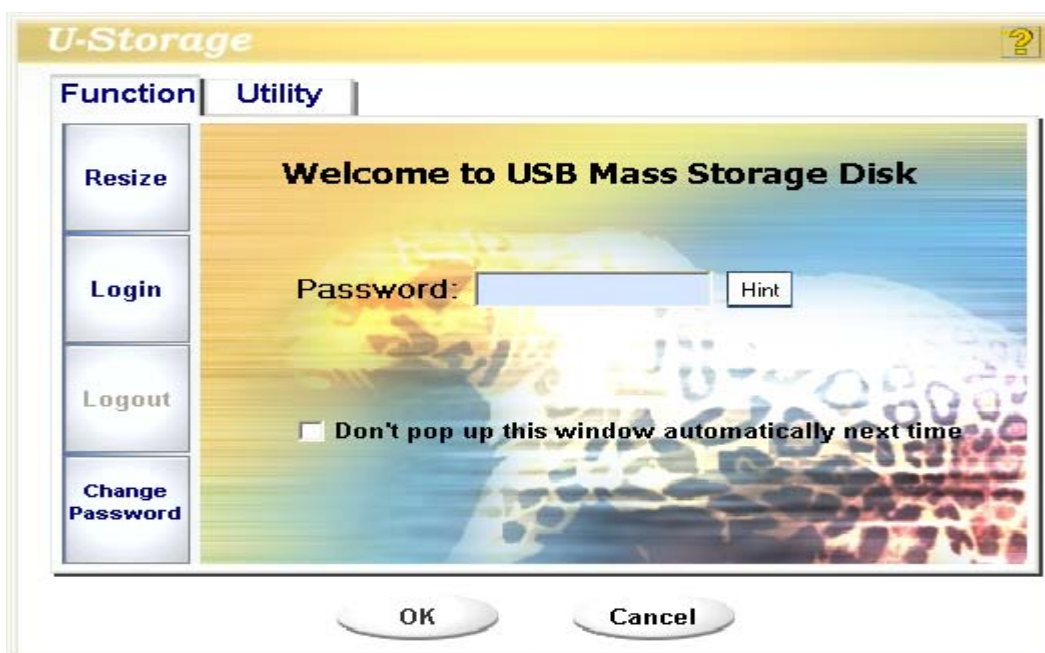 U-Storage
?
Function
Utility
Resize
Login
Logout
Change
Password
Welcome to USB Mass Storage Disk
Password:
Hint
Don't pop up this window automatically next time
OK
Cancel